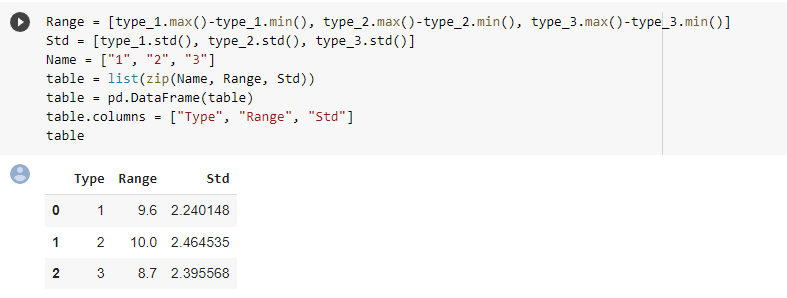 Range = [type_1.max()-type_1.min(), type_2.max()-type_2.min(), type_3.max()-type_3.min()]
Std = [type_1.std(), type_2.std(), type_3.std()]
Name = ["1", "2", "3"]
table = list(zip(Name, Range, Std))
table = pd.DataFrame(table)
table.columns = ["Type", "Range", "Std"]
table
Type Range Std
0 1 9.6 2.240148
1 2 10.0 2.464535
2 3 8.7 2.395568